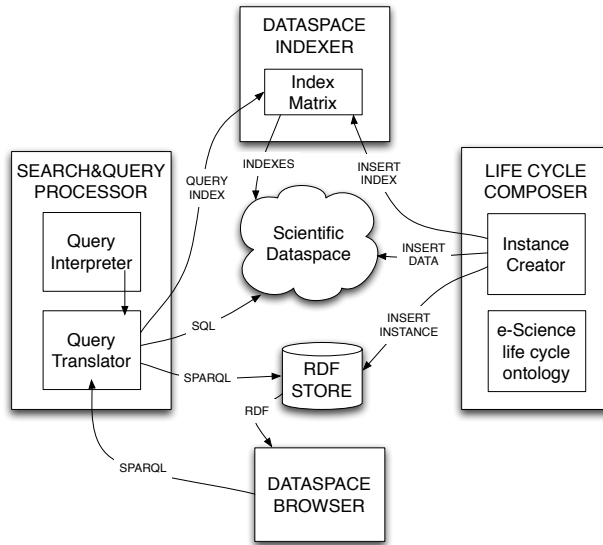 DATASPACE
INDEXER
Index
Matrix
SEARCH&QUERY
PROCESSOR
Query
Interpreter
Query
Translator
QUERY
INDEX
INDEXES
INSERT
INDEX
LIFE CYCLE
COMPOSER
Instance
Creator
e-Science
life cycle
ontology
Scientific
Dataspace
INSERT
DATA
INSERT
INSTANCE
SQL
SPARQL
RDF
STORE
RDF
SPARQL
DATASPACE
BROWSER